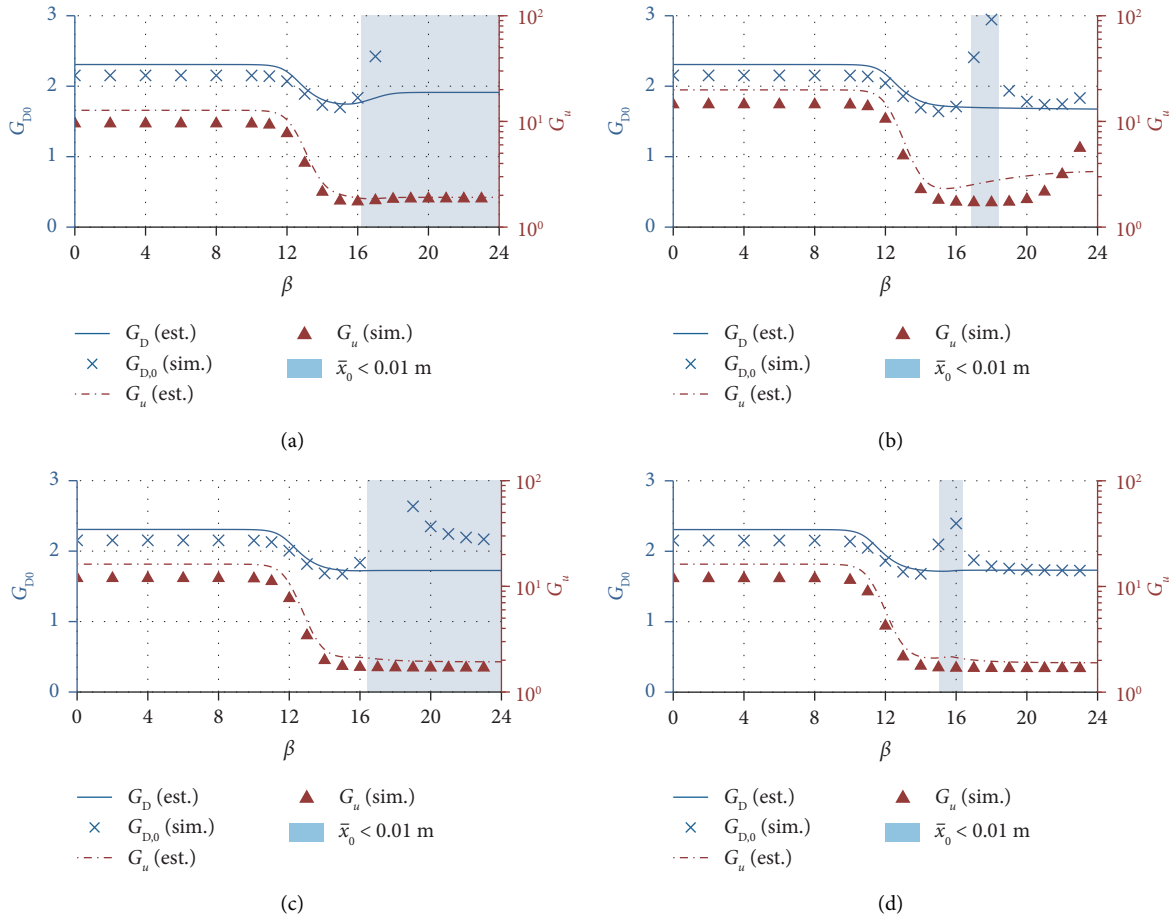 3
2
1
0
G_D0
10^2
10^1
10^0
G_u
0 4 8 12 16 20 24
β
G_D (est.)
G_D,0 (sim.)
G_u (est.)
G_u (sim.)
x̄_0 < 0.01 m
(a)
3
2
1
0
G_D0
10^2
10^1
10^0
G_u
0 4 8 12 16 20 24
β
G_D (est.)
G_D,0 (sim.)
G_u (est.)
G_u (sim.)
x̄_0 < 0.01 m
(b)
3
2
1
0
G_D0
10^2
10^1
10^0
G_u
0 4 8 12 16 20 24
β
G_D (est.)
G_D,0 (sim.)
G_u (est.)
G_u (sim.)
x̄_0 < 0.01 m
(c)
3
2
1
0
G_D0
10^2
10^1
10^0
G_u
0 4 8 12 16 20 24
β
G_D (est.)
G_D,0 (sim.)
G_u (est.)
G_u (sim.)
x̄_0 < 0.01 m
(d)